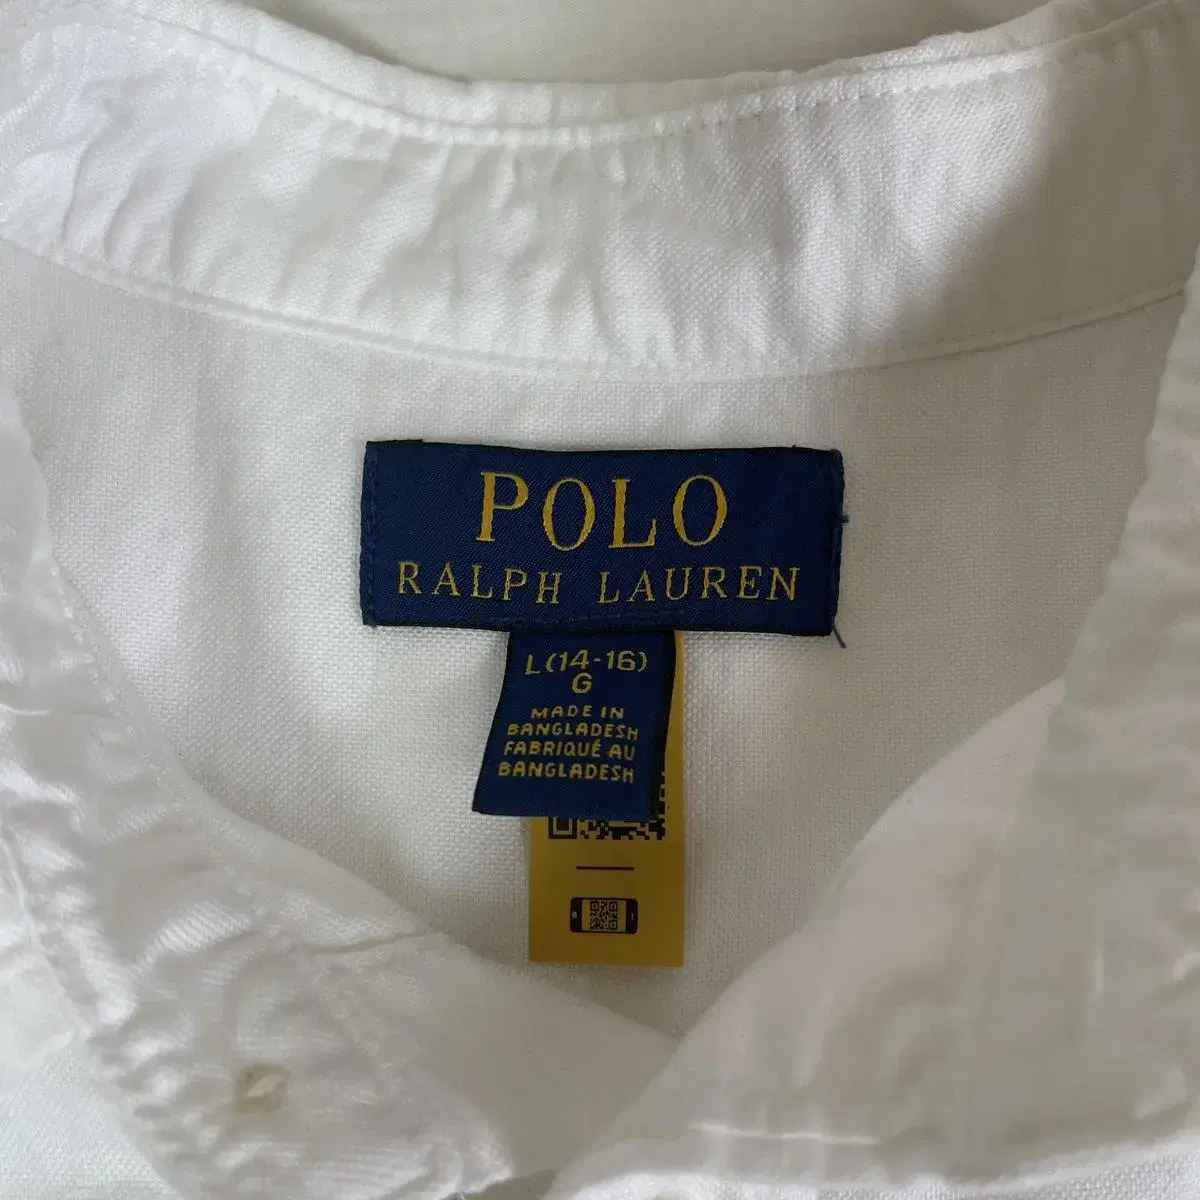 POLO
RALPH LAUREN
L(14-16)
G
MADE IN
BANGLADESH
FABRIQUÉ AU
BANGLADESH